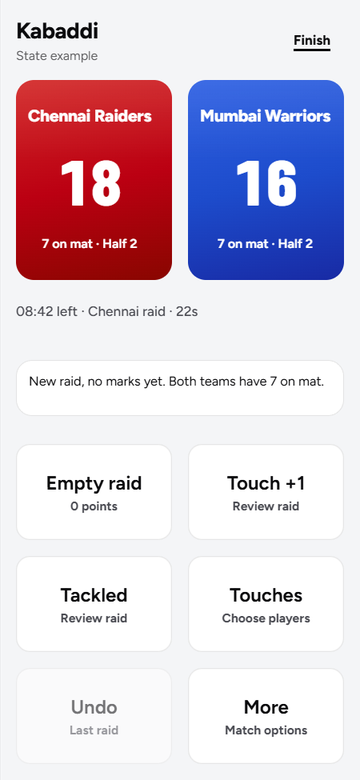 Kabaddi
State example
Finish
Chennai Raiders
18
7 on mat · Half 2
Mumbai Warriors
16
7 on mat · Half 2
08:42 left · Chennai raid · 22s
New raid, no marks yet. Both teams have 7 on mat.
Empty raid
0 points
Touch +1
Review raid
Tackled
Review raid
Touches
Choose players
Undo
Last raid
More
Match options